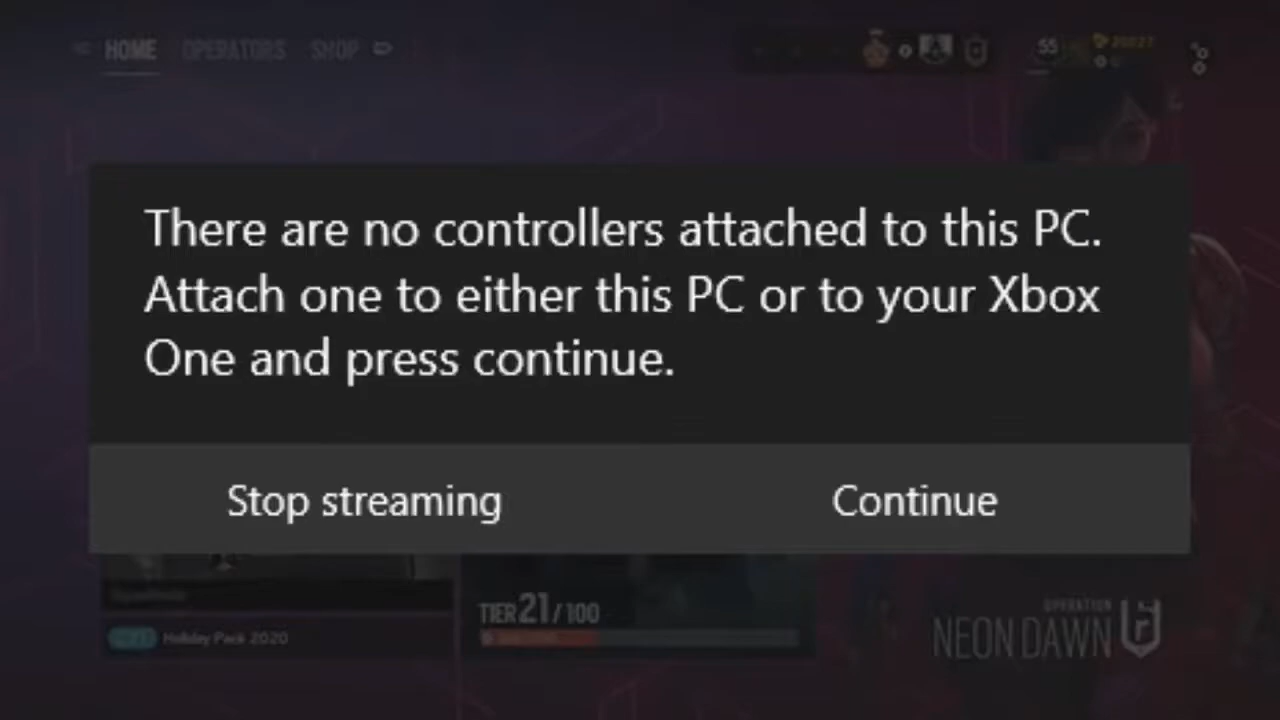 HOME OPERATORS SHOP
55
There are no controllers attached to this PC.
Attach one to either this PC or to your Xbox
One and press continue.
Stop streaming Continue
TIER 21/100
Holiday Pack 2020
OPERATION
NEON DAWN